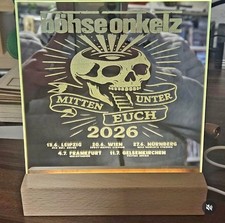 böhse onkelz
MITTEN UNTER
EUCH
2026
13.6. LEIPZIG 20.6. WIEN 27.6. NÜRNBERG
4.7. FRANKFURT 11.7. GELSENKIRCHEN